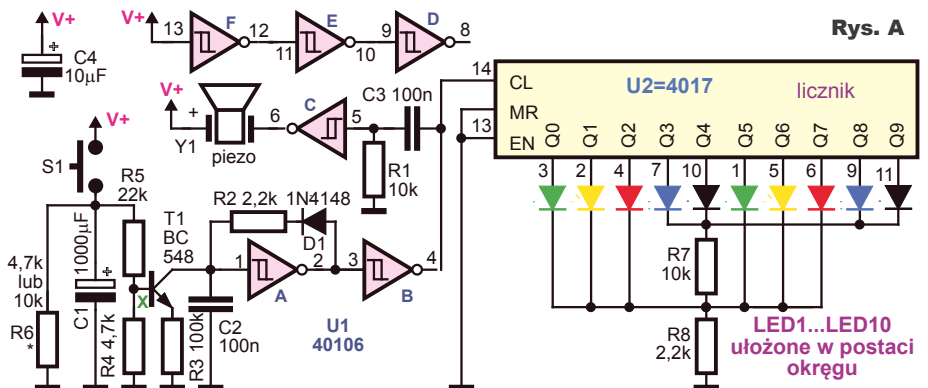 Rys. A
V+
C4
10µF
+
V+
13
F
12
11
E
10
9
D
8
V+
+
Y1
piezo
6
C
5
C3 100n
R1
10k
14
CL
MR
13
EN
U2=4017
licznik
Q0
Q1
Q2
Q3
Q4
Q5
Q6
Q7
Q8
Q9
3
2
4
7
10
1
5
6
9
11
V+
S1
R5
22k
1000µF
+
C1
4,7k
lub
10k
R6
*
T1
BC
548
X
R4 4,7k
R3 100k
R2 2,2k
1N4148
D1
1
A
2
3
B
4
C2
100n
U1
40106
R7
10k
R8
2,2k
LED1...LED10
ułożone w postaci
okręgu